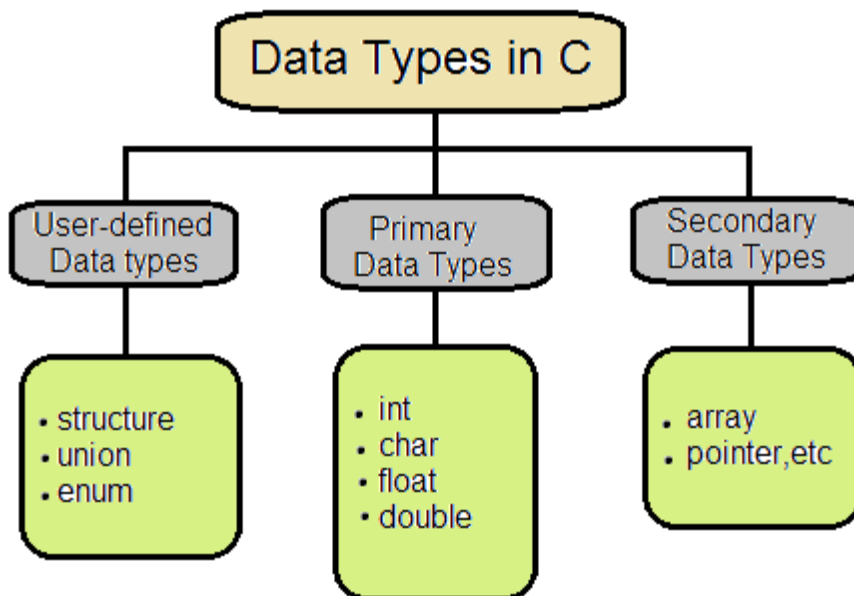 Data Types in C
User-defined
Data types
Primary
Data Types
Secondary
Data Types
• structure
• union
• enum
• int
• char
• float
• double
• array
• pointer,etc